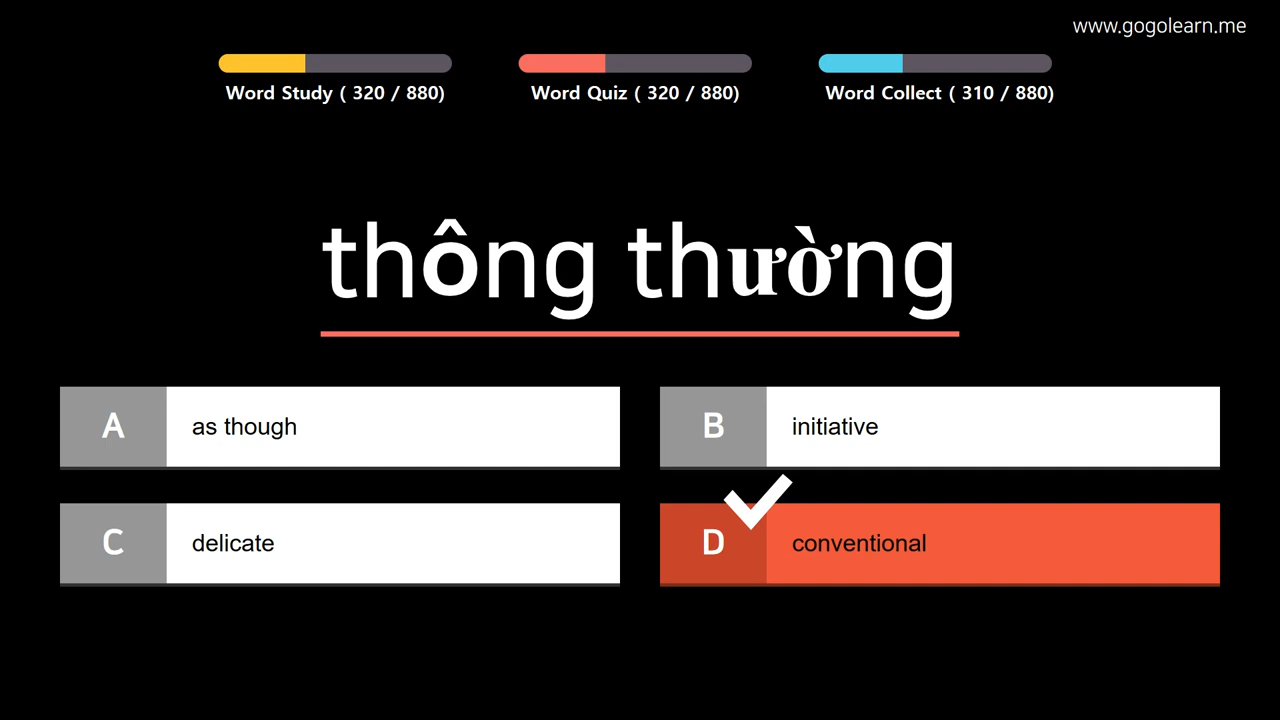 www.gogolearn.me
Word Study ( 320 / 880)
Word Quiz ( 320 / 880)
Word Collect ( 310 / 880)
thông thường
A
as though
B
initiative
C
delicate
D
conventional